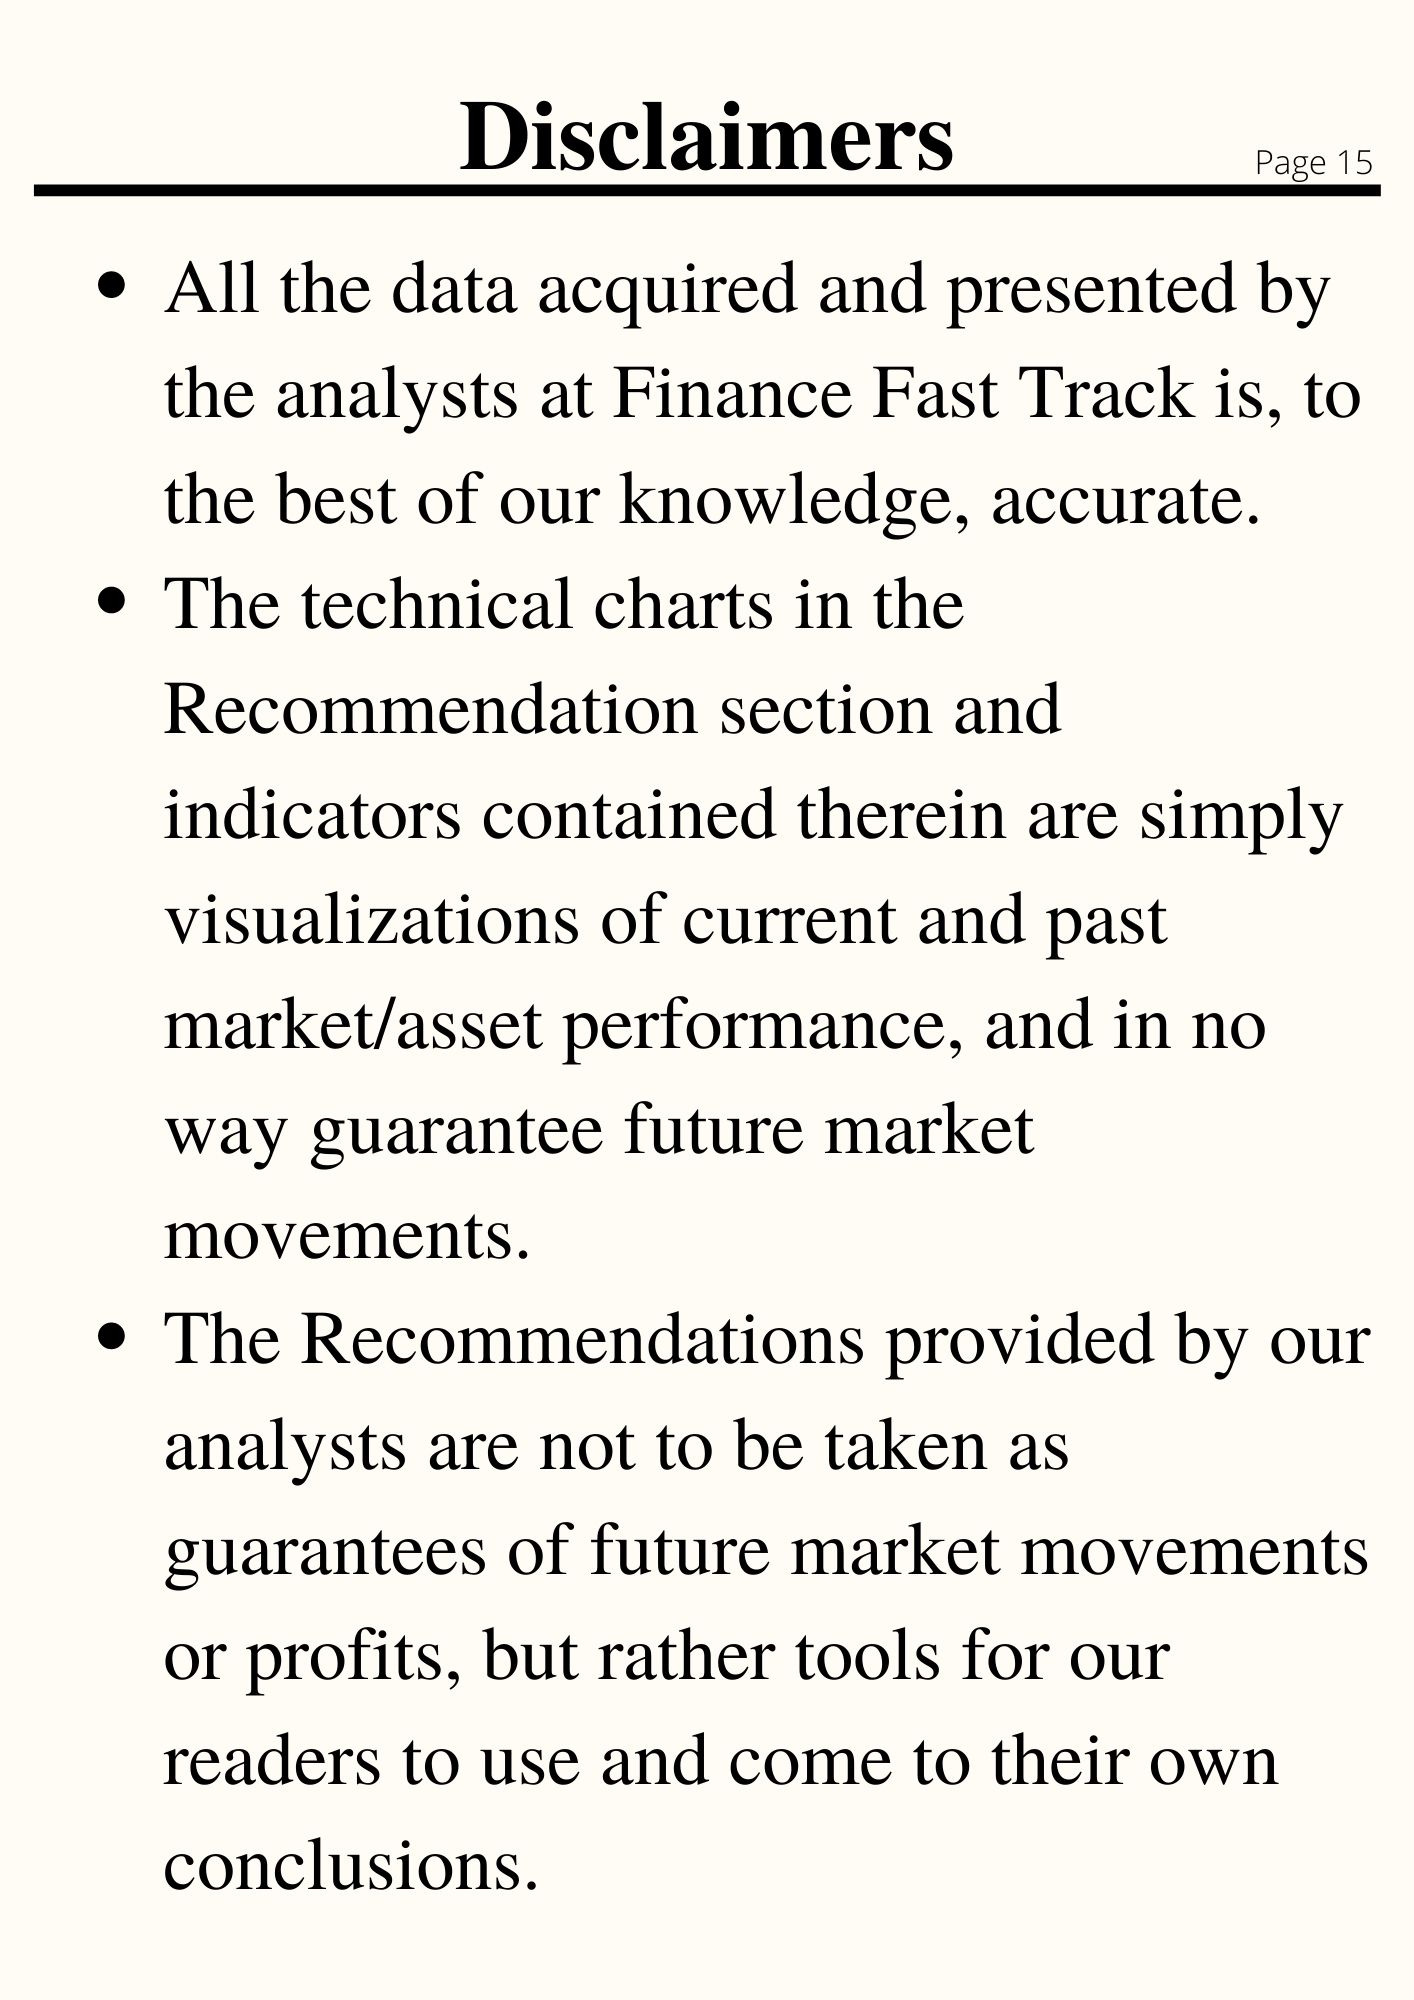 Disclaimers
Page 15
• All the data acquired and presented by
the analysts at Finance Fast Track is, to
the best of our knowledge, accurate.
• The technical charts in the
Recommendation section and
indicators contained therein are simply
visualizations of current and past
market/asset performance, and in no
way guarantee future market
movements.
• The Recommendations provided by our
analysts are not to be taken as
guarantees of future market movements
or profits, but rather tools for our
readers to use and come to their own
conclusions.